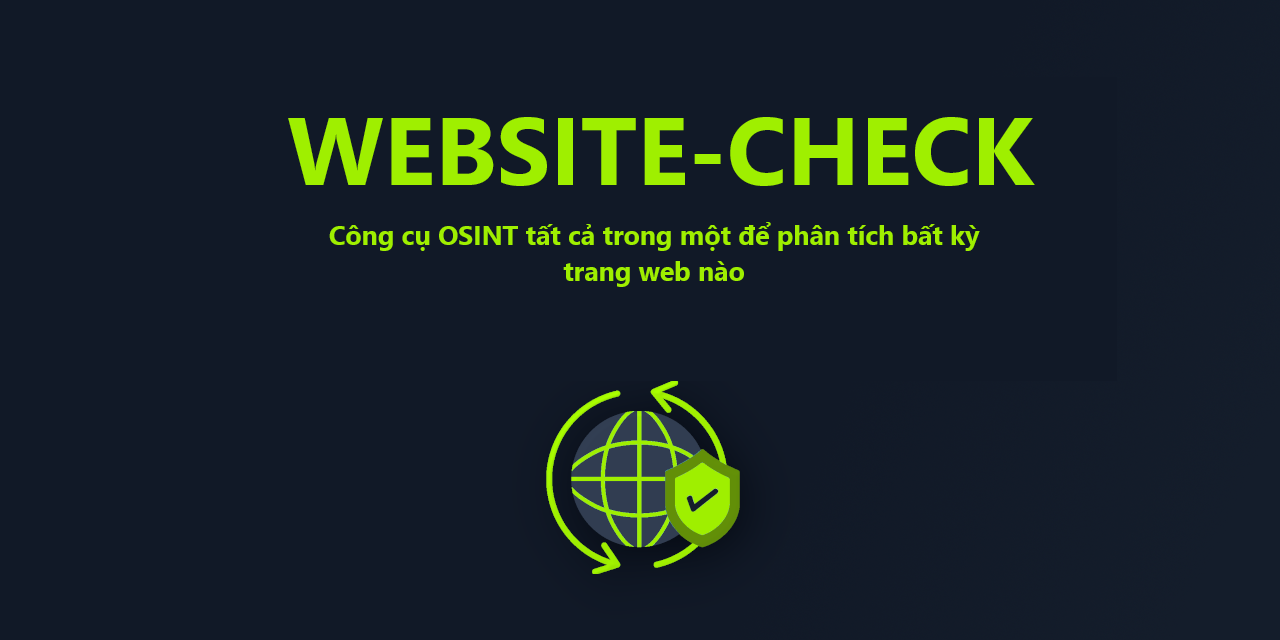 WEBSITE-CHECK
Công cụ OSINT tất cả trong một để phân tích bất kỳ
trang web nào